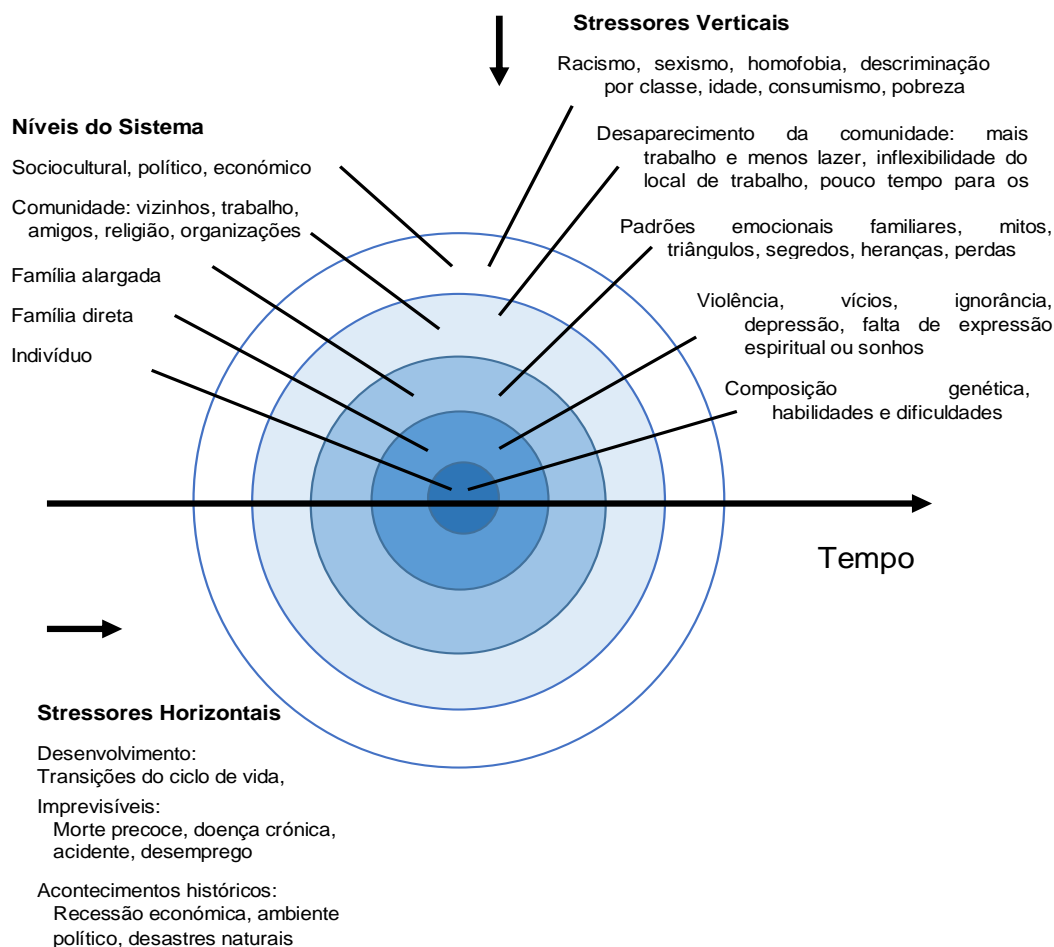 Stressores Verticais
Racismo, sexismo, homofobia, descriminação
por classe, idade, consumismo, pobreza
Níveis do Sistema
Sociocultural, político, económico
Comunidade: vizinhos, trabalho,
amigos, religião, organizações
Família alargada
Família direta
Indivíduo
Desaparecimento da comunidade: mais
trabalho e menos lazer, inflexibilidade do
local de trabalho, pouco tempo para os
Padrões emocionais familiares, mitos,
triângulos, segredos, heranças, perdas
Violência, vícios, ignorância,
depressão, falta de expressão
espiritual ou sonhos
Composição genética,
habilidades e dificuldades
Tempo
Stressores Horizontais
Desenvolvimento:
Transições do ciclo de vida,
Imprevisíveis:
Morte precoce, doença crónica,
acidente, desemprego
Acontecimentos históricos:
Recessão económica, ambiente
político, desastres naturais